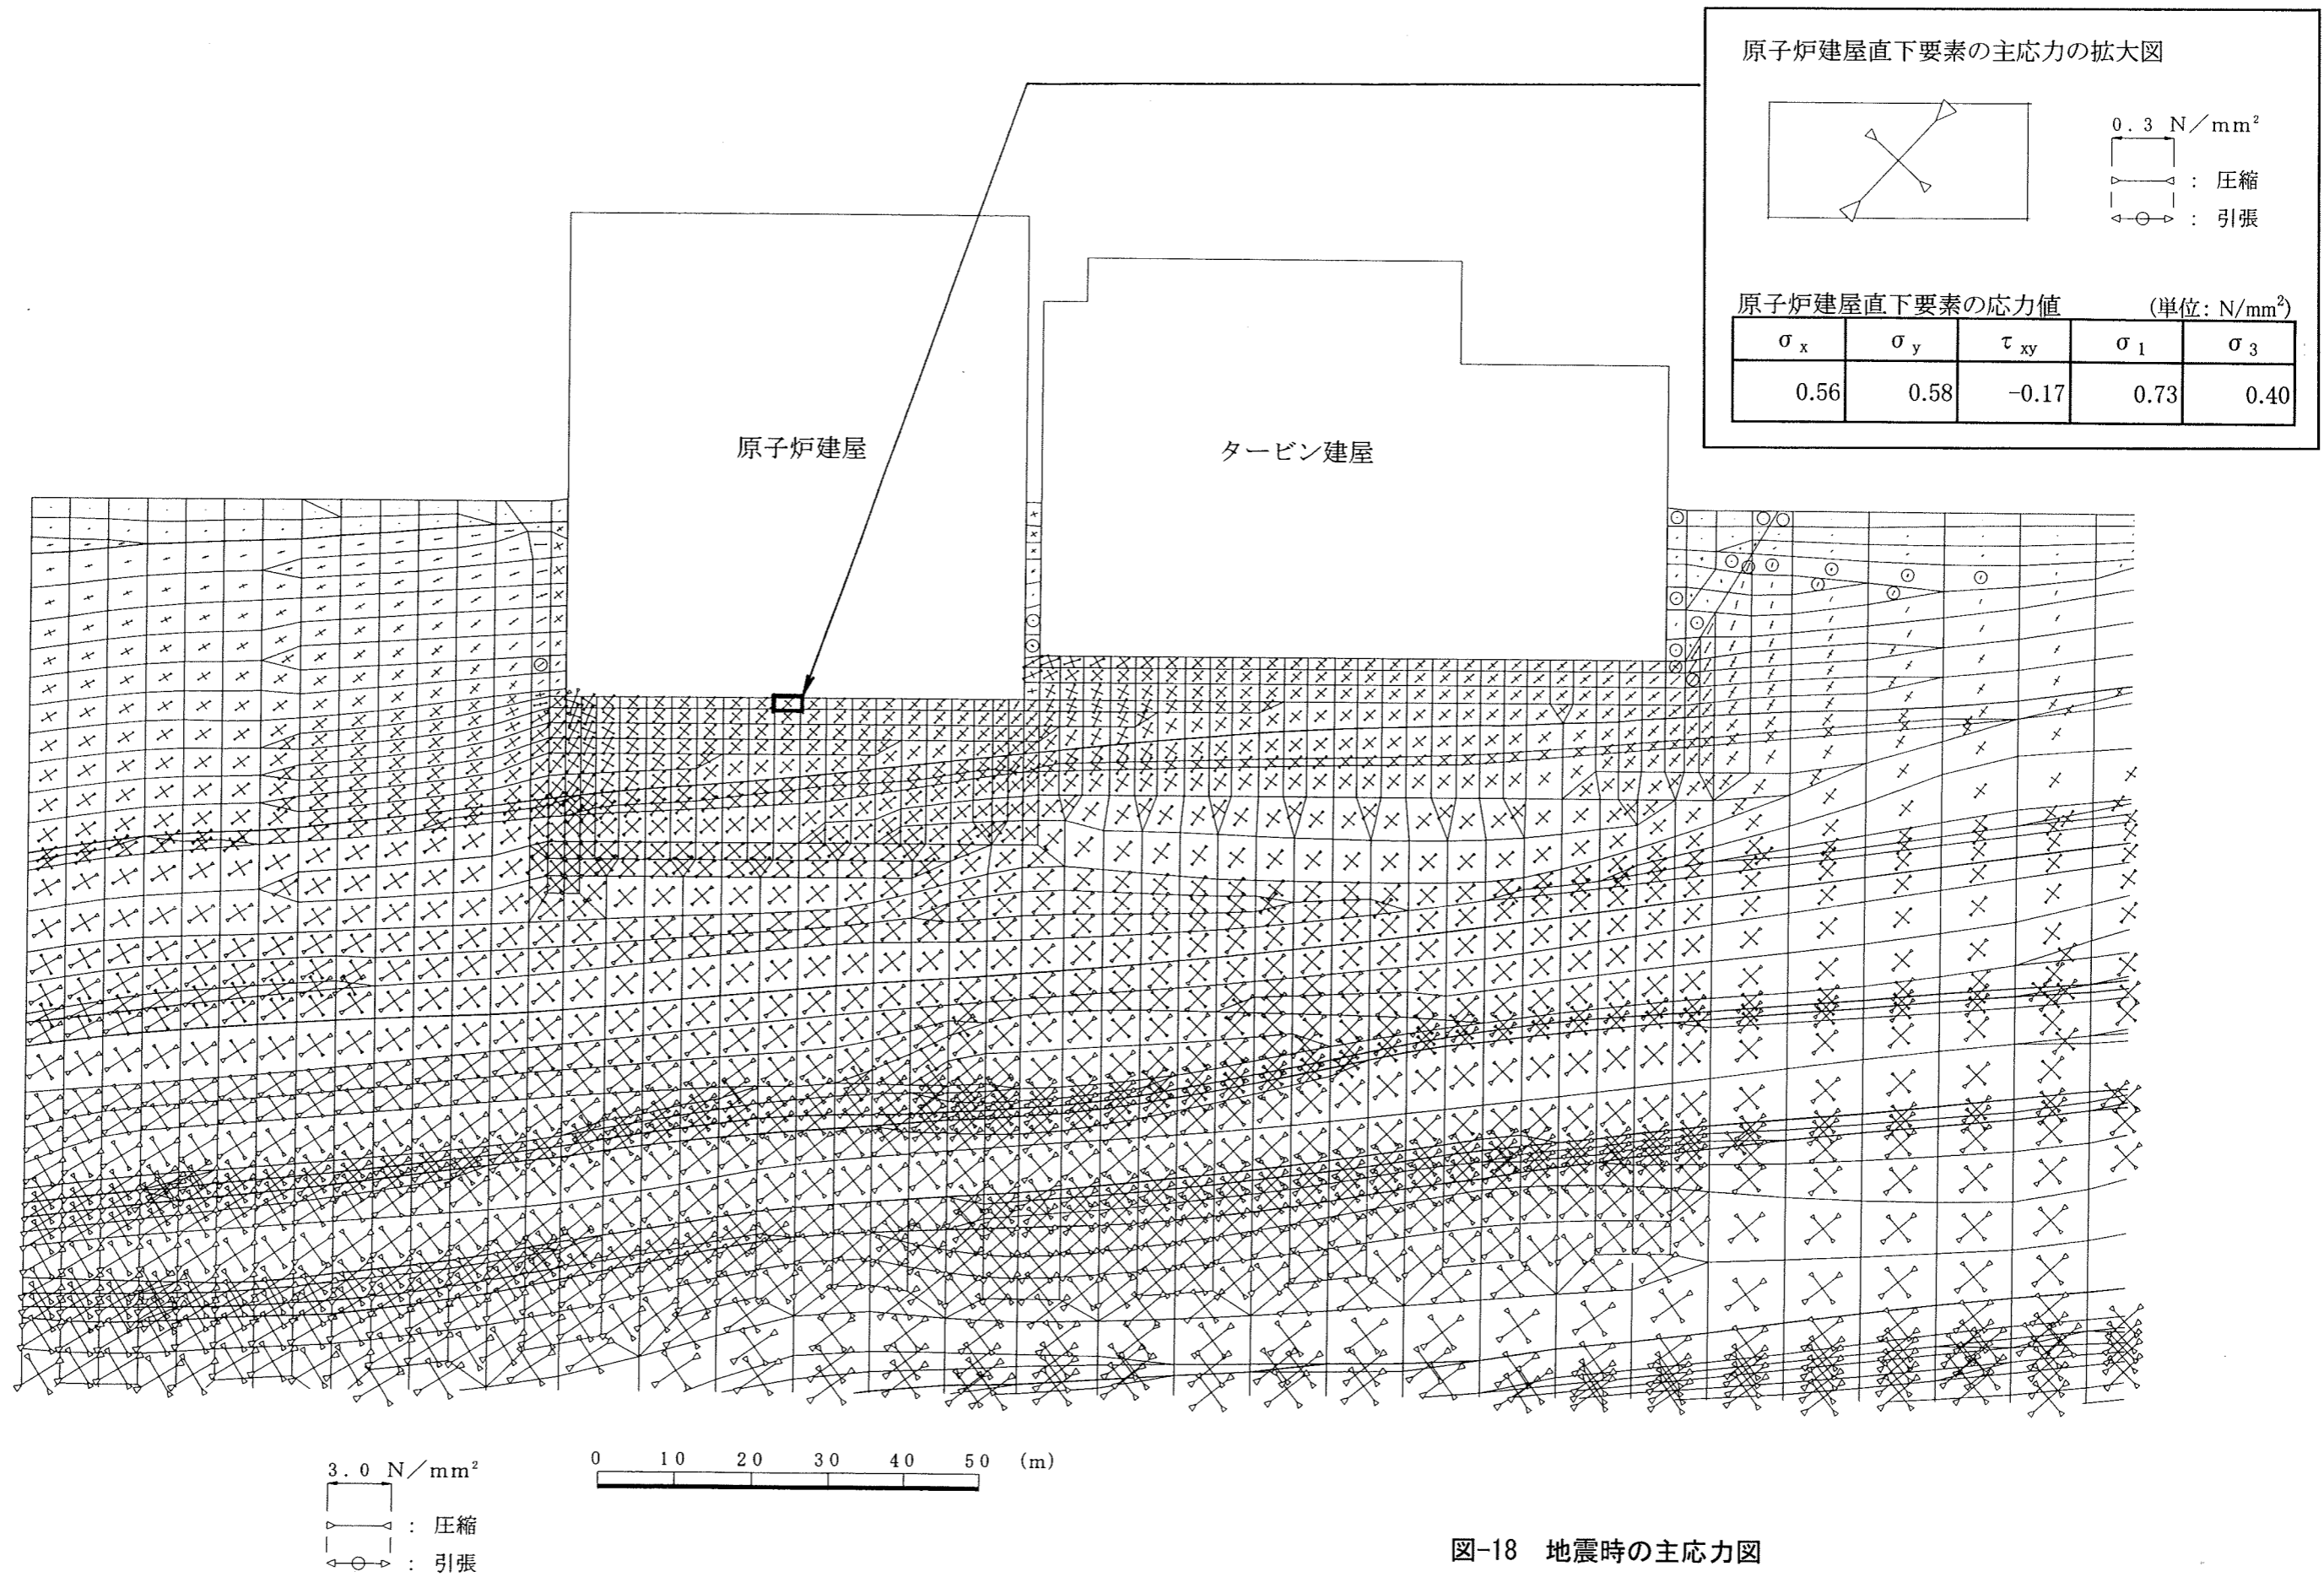 原子炉建屋直下要素の主応力の拡大図
0.3 N/mm²
: 圧縮
: 引張
原子炉建屋直下要素の応力値 (単位: N/mm²)
σx σy τxy σ1 σ3
0.56 0.58 -0.17 0.73 0.40
原子炉建屋
タービン建屋
0 10 20 30 40 50 (m)
3.0 N/mm²
: 圧縮
: 引張
図-18 地震時の主応力図